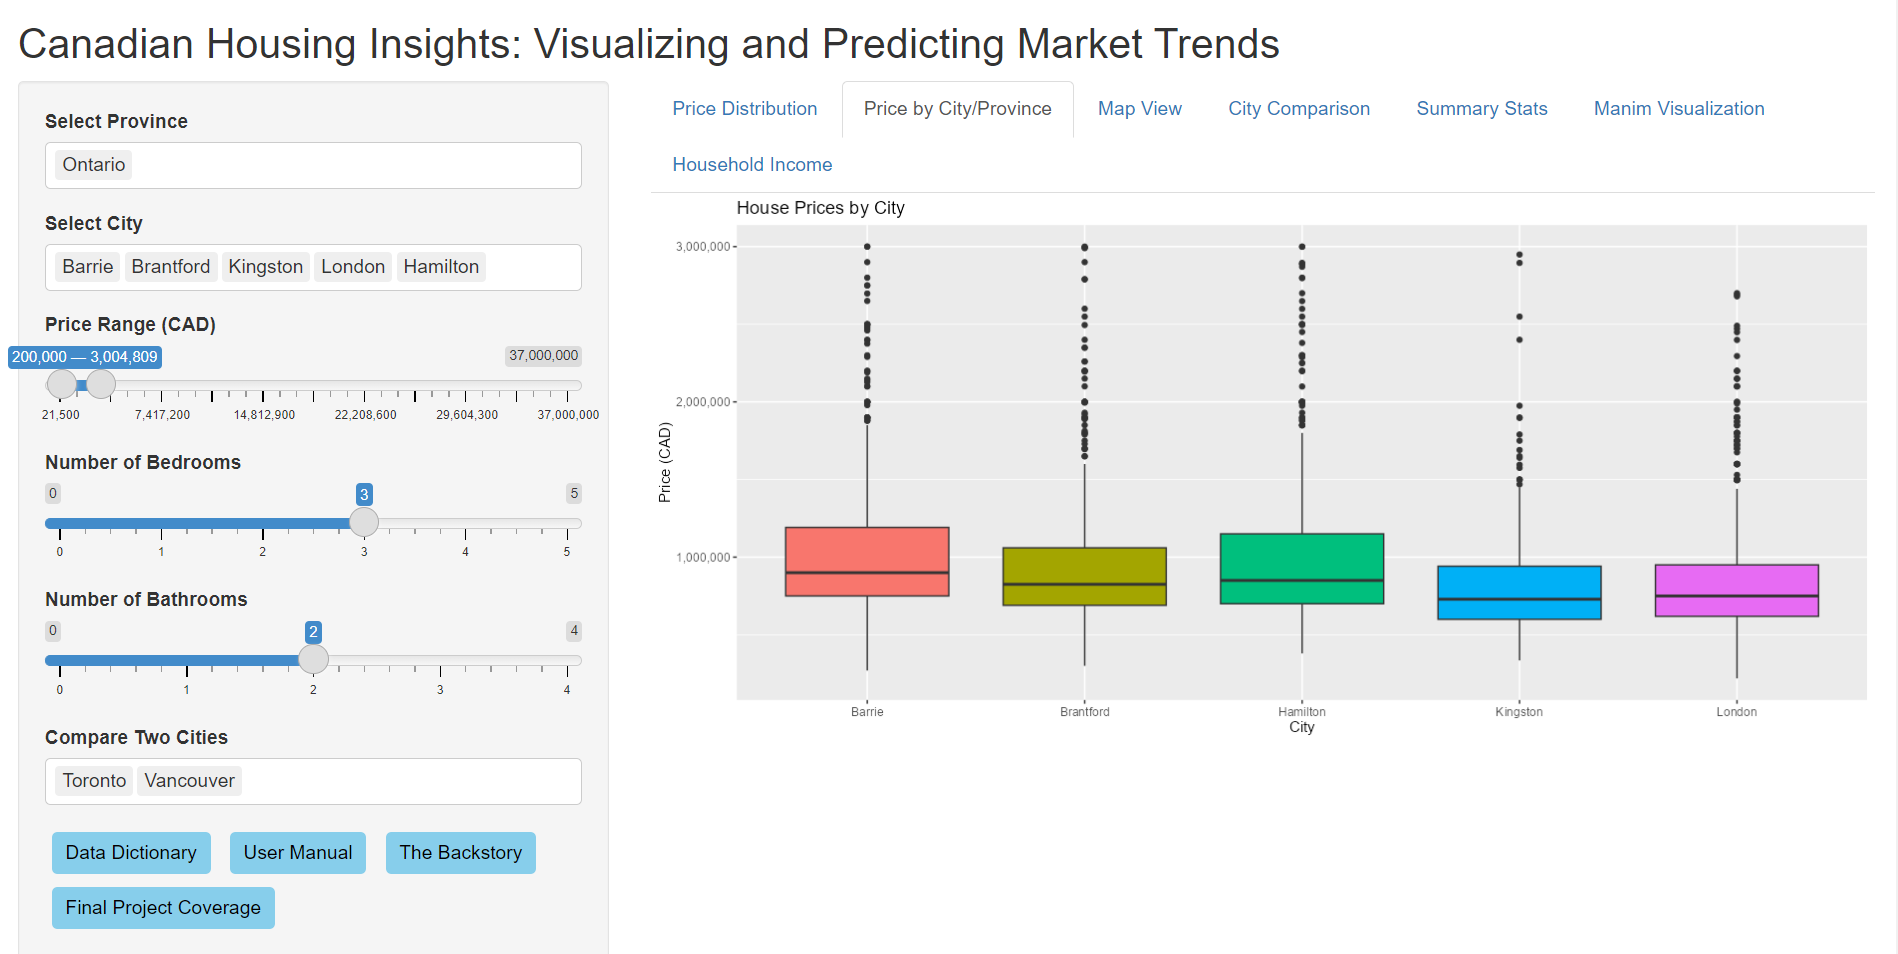 Canadian Housing Insights: Visualizing and Predicting Market Trends
Select Province
Ontario
Select City
Barrie Brantford Kingston London Hamilton
Price Range (CAD)
200,000 — 3,004,809 37,000,000
21,500 7,417,200 14,812,900 22,208,600 29,604,300 37,000,000
Number of Bedrooms
0 3 5
0 1 2 3 4 5
Number of Bathrooms
0 2 4
0 1 2 3 4
Compare Two Cities
Toronto Vancouver
Data Dictionary User Manual The Backstory
Final Project Coverage
Price Distribution Price by City/Province Map View City Comparison Summary Stats Manim Visualization
Household Income
House Prices by City
3,000,000
2,000,000
1,000,000
Price (CAD)
Barrie Brantford Hamilton Kingston London
City